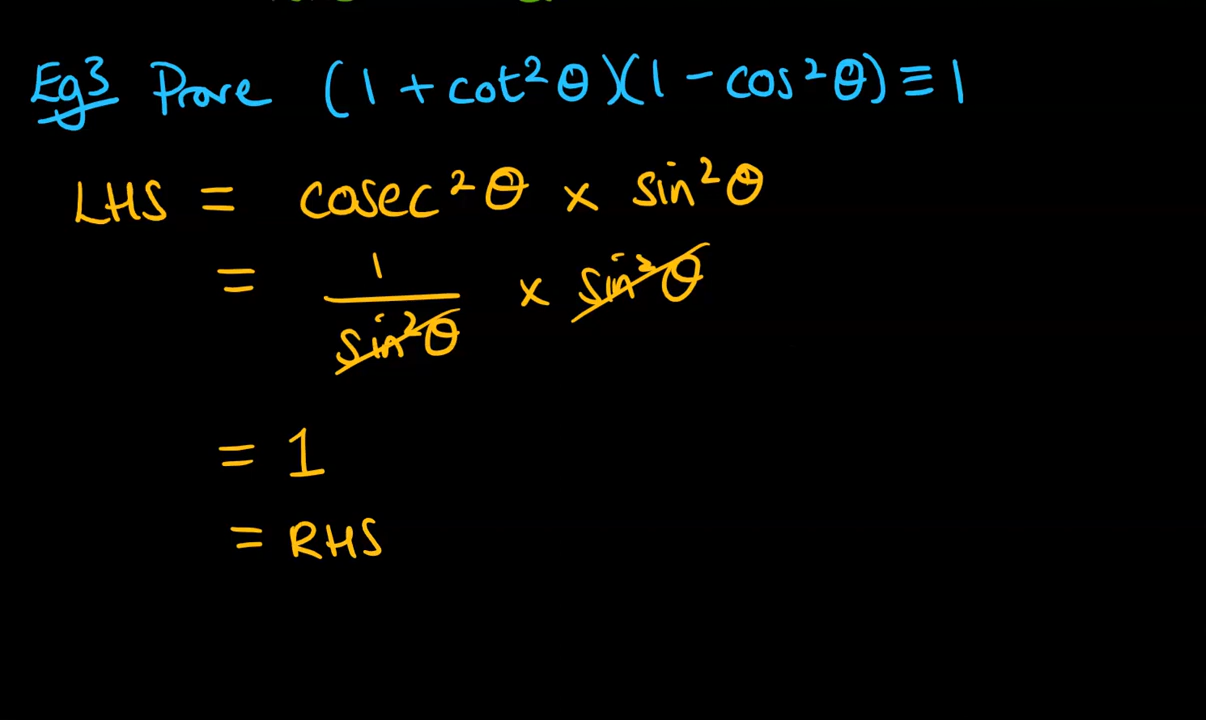 Eg3 Prove (1 + cot²θ)(1 − cos²θ) ≡ 1
LHS = cosec²θ × sin²θ
= 1/sin²θ × sin²θ
= 1
= RHS